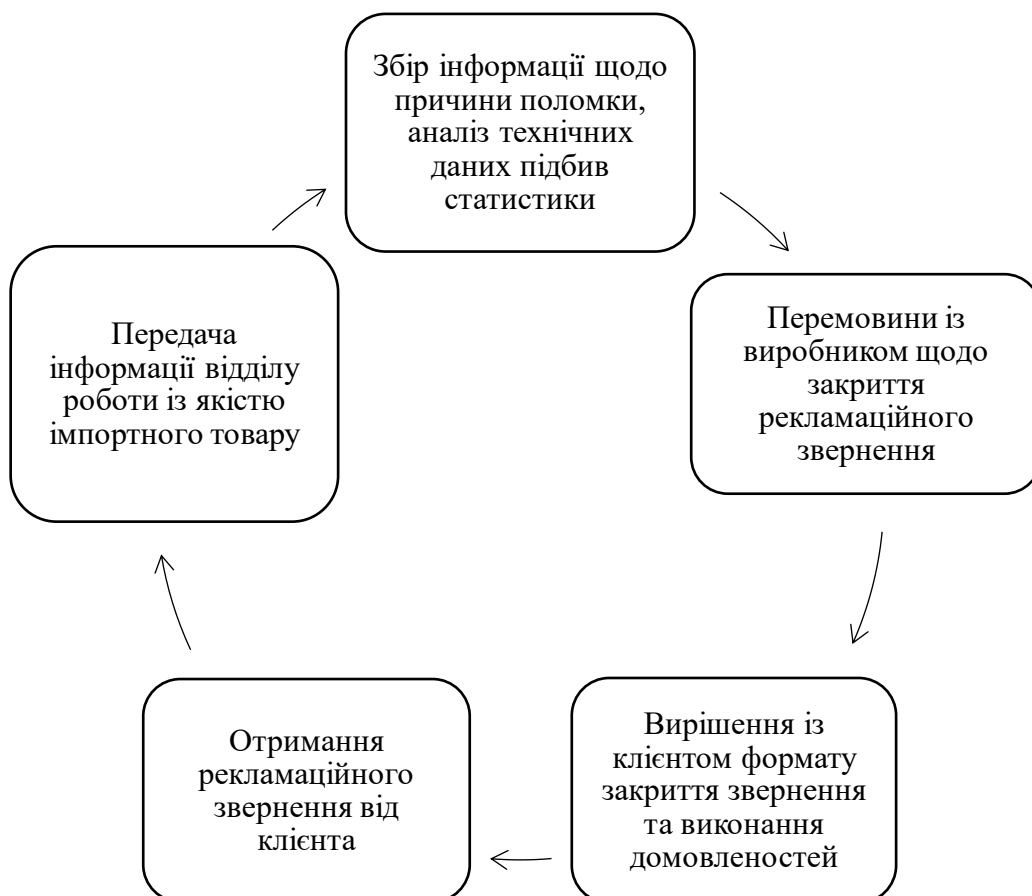 Збір інформації щодо
причини поломки,
аналіз технічних
даних підбив
статистики
Перемовини із
виробником щодо
закриття
рекламаційного
звернення
Вирішення із
клієнтом формату
закриття звернення
та виконання
домовленостей
Отримання
рекламаційного
звернення від
клієнта
Передача
інформації відділу
роботи із якістю
імпортного товару